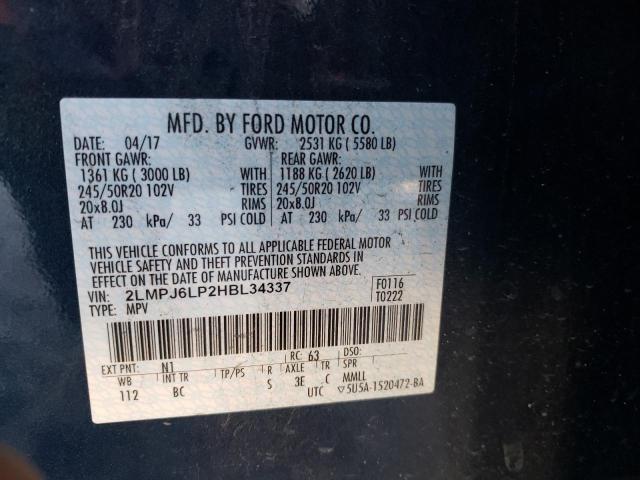 MFD. BY FORD MOTOR CO.
DATE: 04/17 GVWR: 2531 KG ( 5580 LB)
FRONT GAWR: REAR GAWR:
1361 KG ( 3000 LB) WITH 1188 KG ( 2620 LB) WITH
245/50R20 102V TIRES 245/50R20 102V TIRES
20x8.0J RIMS 20x8.0J RIMS
AT 230 kPa/ 33 PSI COLD AT 230 kPa/ 33 PSI COLD
THIS VEHICLE CONFORMS TO ALL APPLICABLE FEDERAL MOTOR
VEHICLE SAFETY AND THEFT PREVENTION STANDARDS IN
EFFECT ON THE DATE OF MANUFACTURE SHOWN ABOVE.
VIN: 2LMPJ6LP2HBL34337 F0116
TYPE: MPV T0222
EXT PNT: N1 RC: 63 DSO:
WB INT TR TP/PS R AXLE TR SPR
112 BC S 3E C MMLL
UTC ▽5U5A-1520472-BA